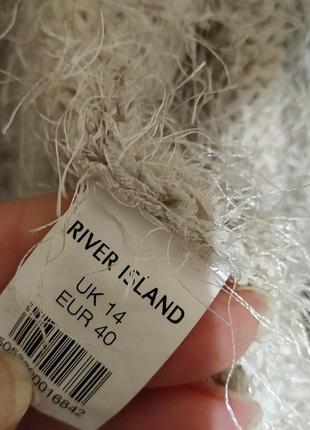 RIVER ISLAND
UK 14
EUR 40